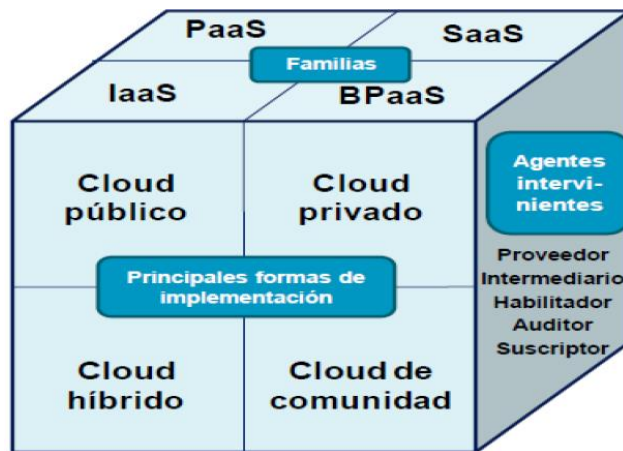 PaaS
SaaS
Familias
IaaS
BPaaS
Cloud
público
Cloud
privado
Principales formas de
implementación
Cloud
híbrido
Cloud de
comunidad
Agentes
intervi-
nientes
Proveedor
Intermediario
Habilitador
Auditor
Suscriptor